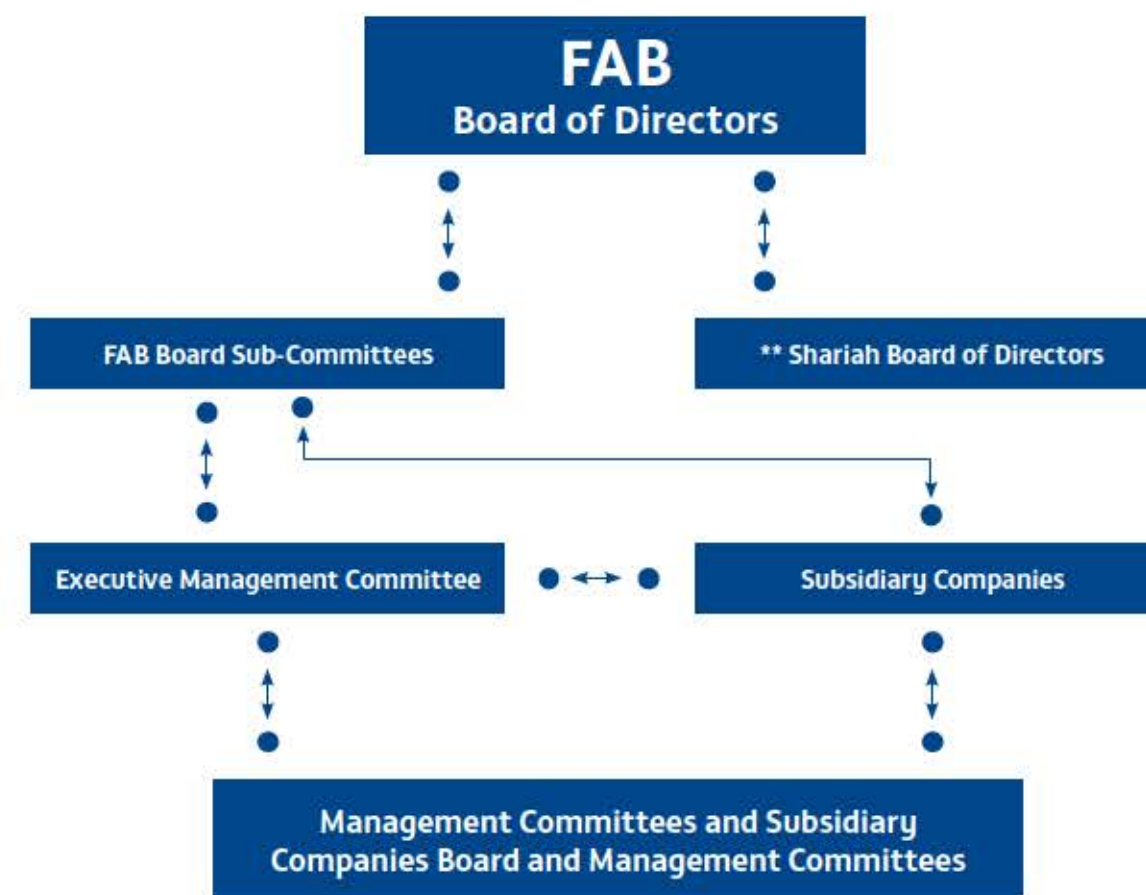 FAB
Board of Directors
FAB Board Sub-Committees
** Shariah Board of Directors
Executive Management Committee
Subsidiary Companies
Management Committees and Subsidiary
Companies Board and Management Committees